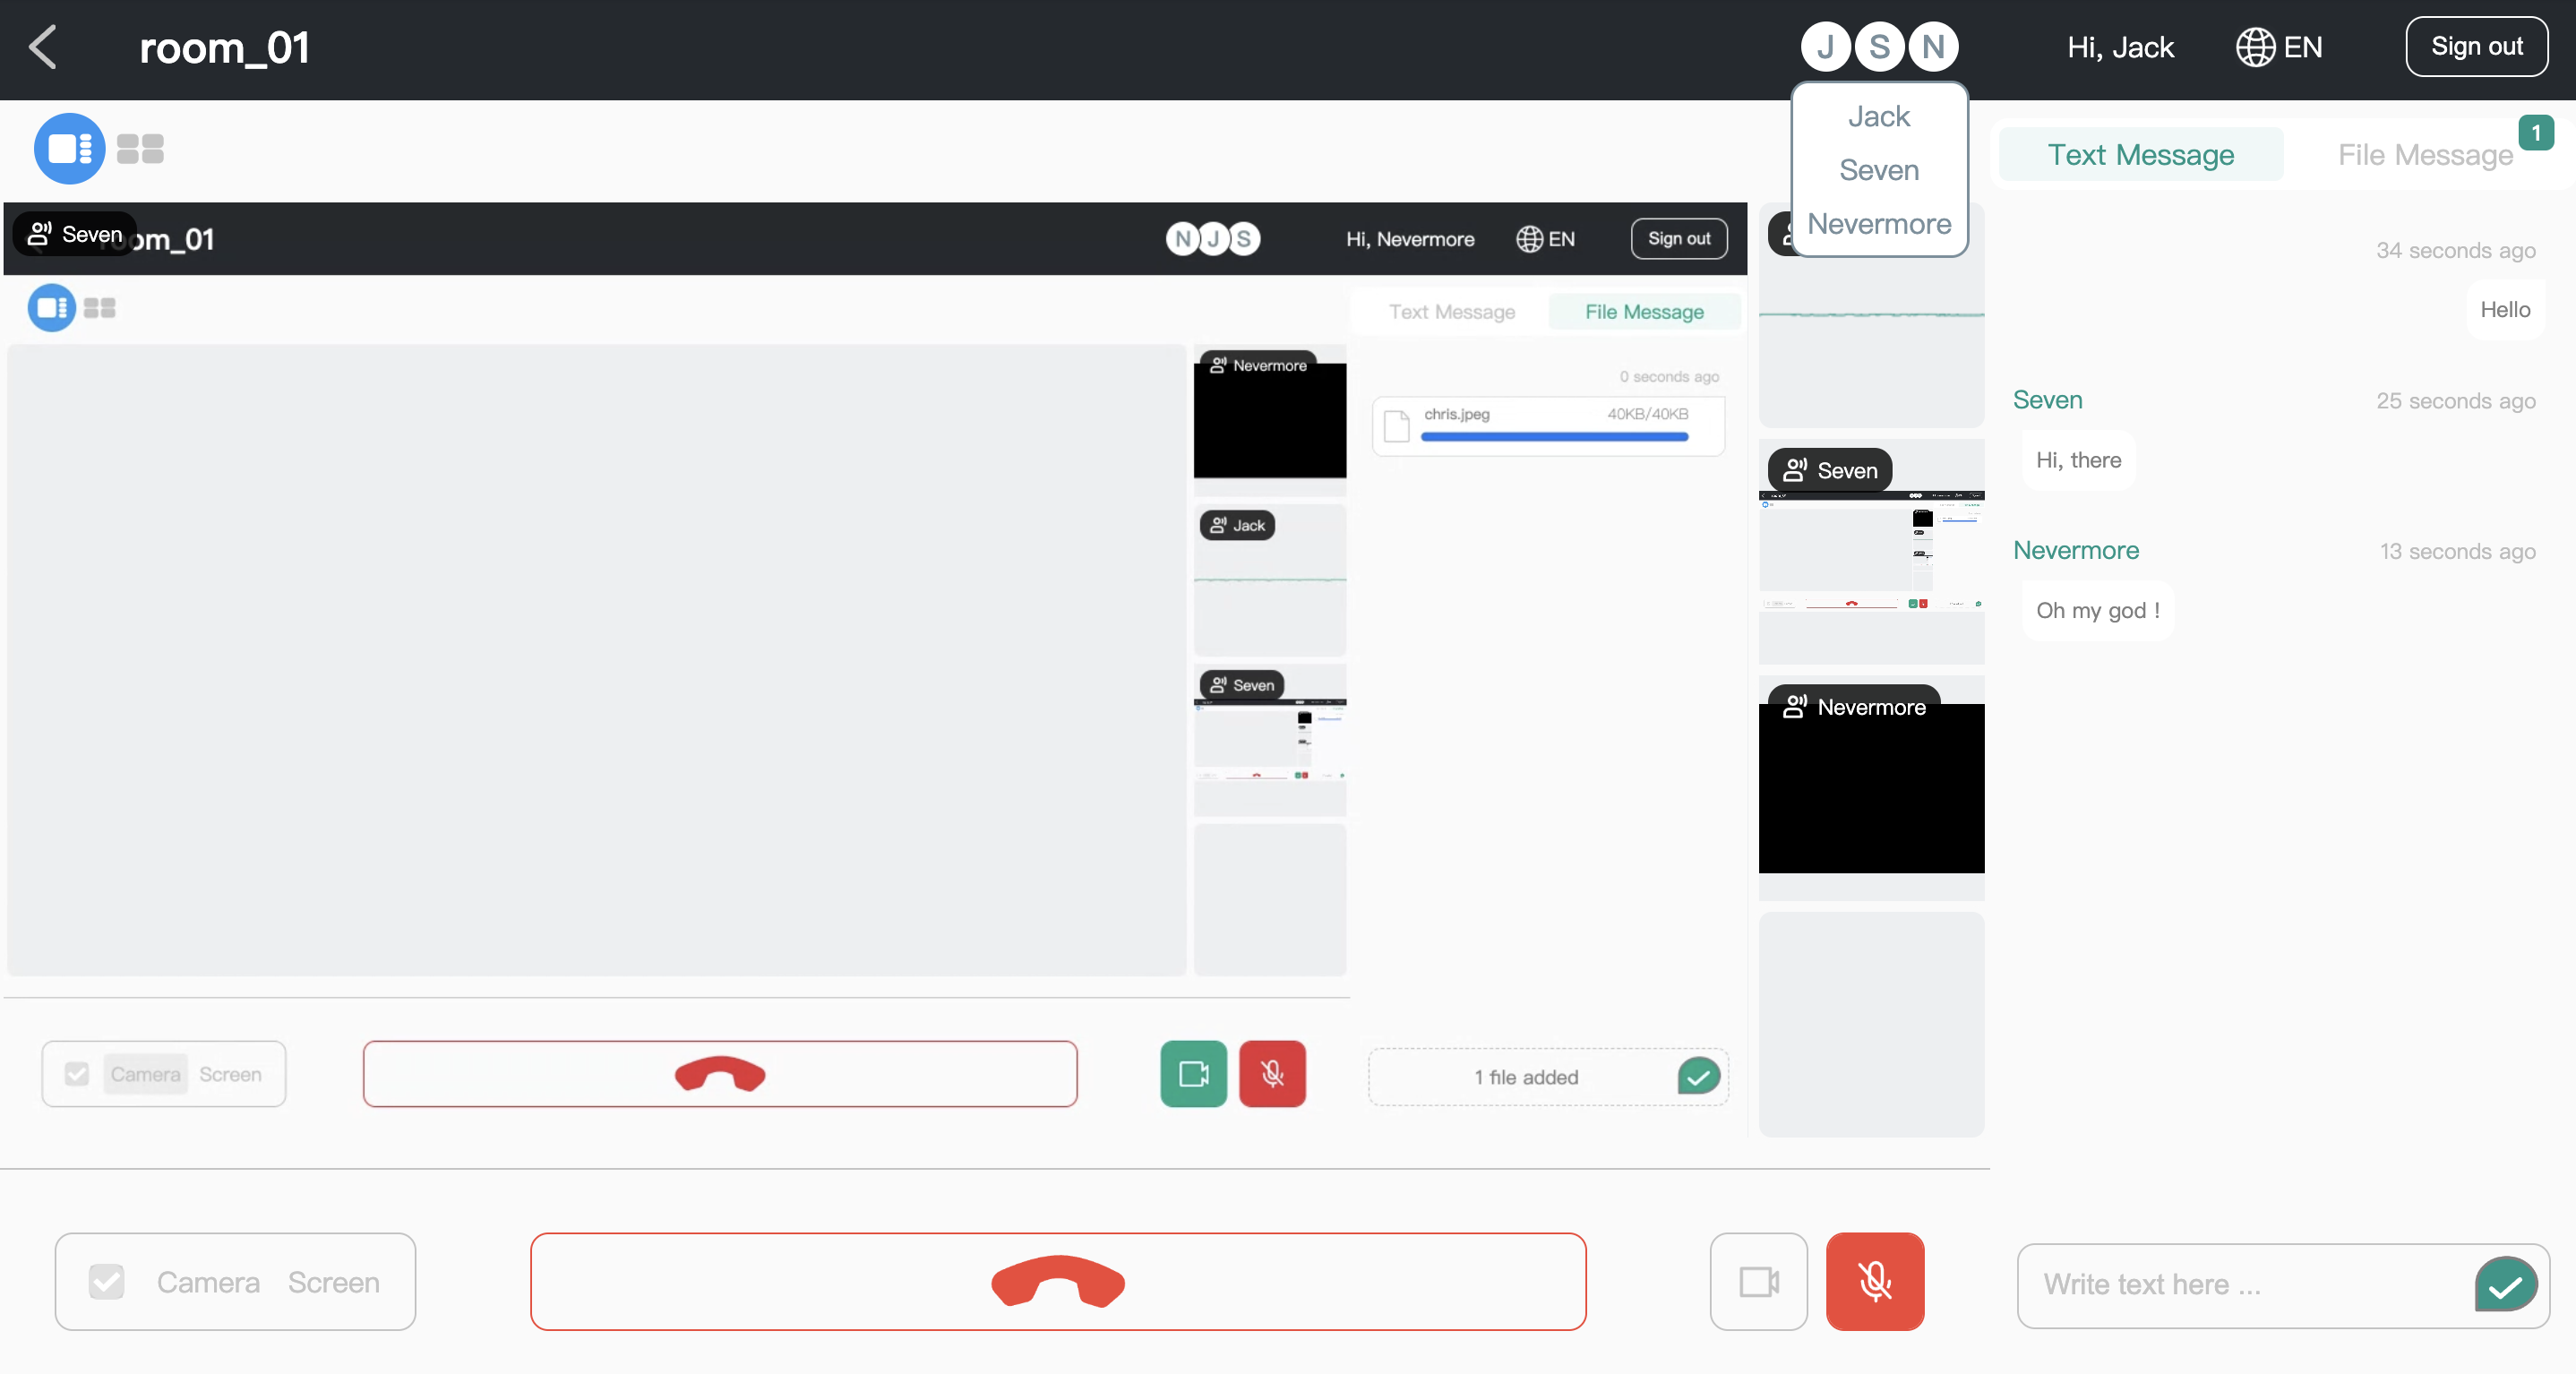 room_01
J S N
Hi, Jack
EN
Sign out
Jack
Seven
Nevermore
Text Message
File Message
1
Seven
oom_01
N J S
Hi, Nevermore
EN
Sign out
Text Message
File Message
0 seconds ago
chris.jpeg
40KB/40KB
Nevermore
Jack
Seven
1 file added
Camera
Screen
Seven
Nevermore
34 seconds ago
Hello
Seven
25 seconds ago
Hi, there
Nevermore
13 seconds ago
Oh my god !
Camera
Screen
Write text here ...